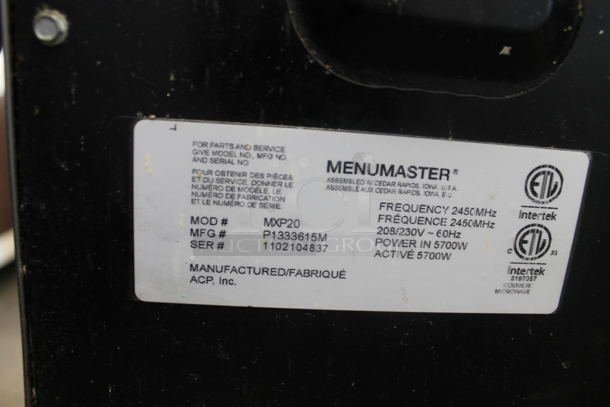 FOR PARTS AND SERVICE
GIVE MODEL NO., MFG NO.
AND SERIAL NO.
POUR OBTENIR DES PIÈCES
ET DU SERVICE, DONNER LE
NUMÉRO DE MODÈLE, LE
NUMÉRO DE FABRICATION
ET LE NUMÉRO DE SÉRIE.
MOD # MXP20
MFG # P1333615M
SER # 1102104837
MANUFACTURED/FABRIQUÉ
ACP, Inc.
MENUMASTER®
ASSEMBLED IN CEDAR RAPIDS, IOWA, U.S.A.
ASSEMBLÉ AUX CEDAR RAPIDS, IOWA, É-U
FREQUENCY 2450MHz
FRÉQUENCE 2450MHz
208/230V ~ 60Hz
POWER IN 5700W
ACTIVÉ 5700W
ETL
Intertek
C ETL
Intertek
3197057
MICROWAVE